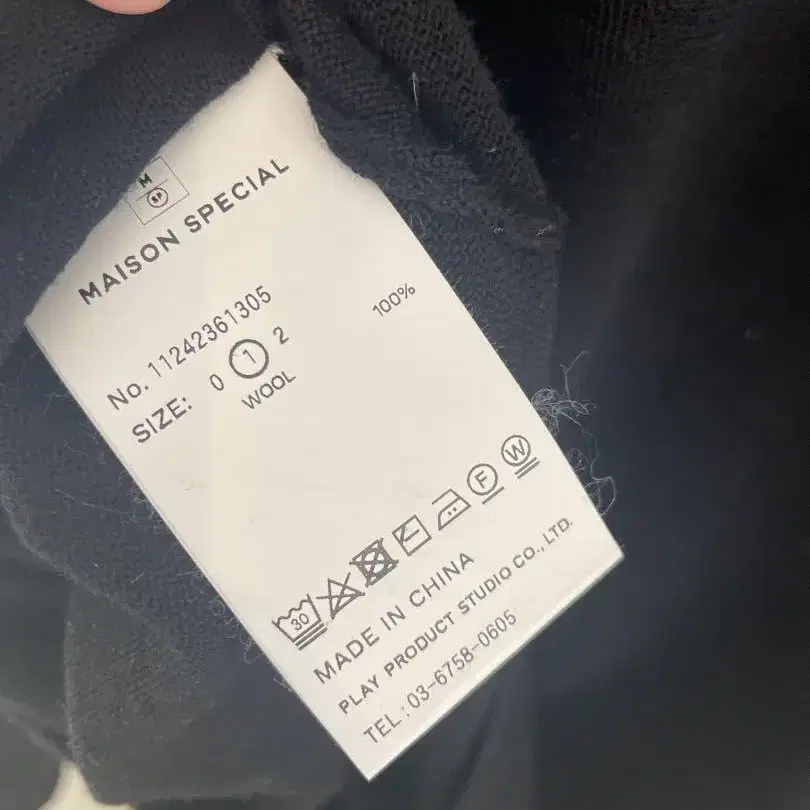 M
SP
MAISON SPECIAL
No. 11242361305
SIZE: 0 1 2
WOOL 100%
30
F
W
MADE IN CHINA
PLAY PRODUCT STUDIO CO., LTD.
TEL:03-6758-0605